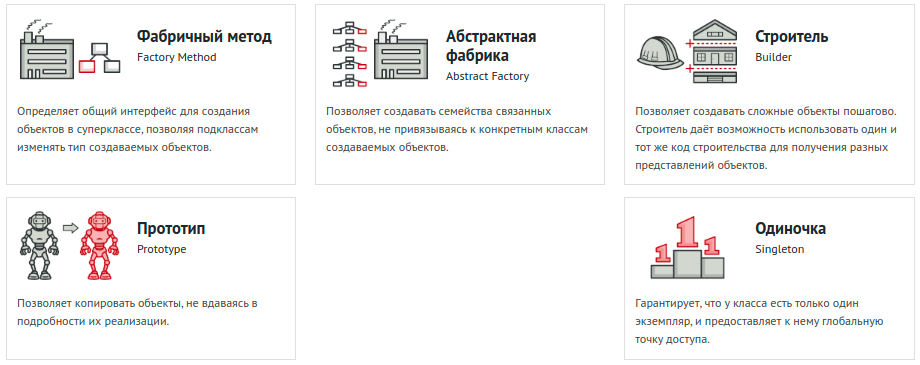 Фабричный метод
Factory Method
Определяет общий интерфейс для создания
объектов в суперклассе, позволяя подклассам
изменять тип создаваемых объектов.
Абстрактная
фабрика
Abstract Factory
Позволяет создавать семейства связанных
объектов, не привязываясь к конкретным классам
создаваемых объектов.
Строитель
Builder
Позволяет создавать сложные объекты пошагово.
Строитель даёт возможность использовать один и
тот же код строительства для получения разных
представлений объектов.
Прототип
Prototype
Позволяет копировать объекты, не вдаваясь в
подробности их реализации.
1 1 1
Одиночка
Singleton
Гарантирует, что у класса есть только один
экземпляр, и предоставляет к нему глобальную
точку доступа.